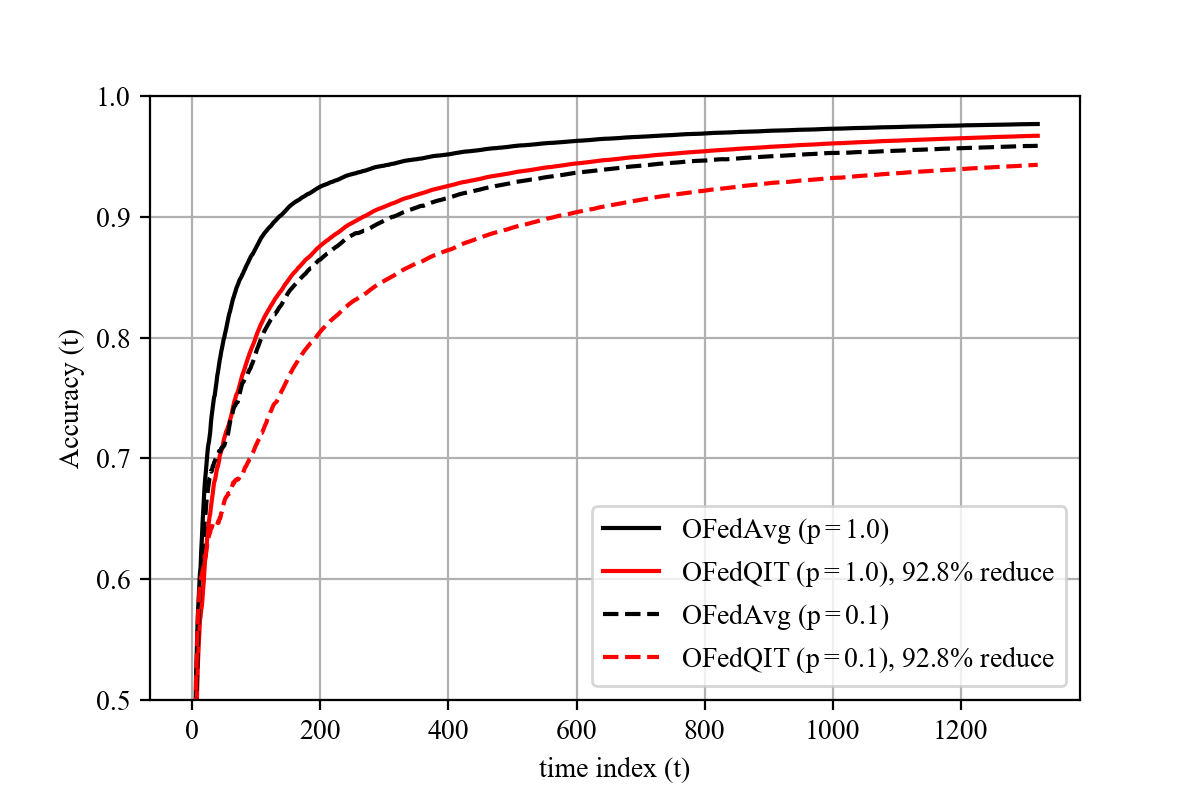 1.0
0.9
0.8
0.7
0.6
0.5
Accuracy (t)
OFedAvg (p=1.0)
OFedQIT (p=1.0), 92.8% reduce
OFedAvg (p=0.1)
OFedQIT (p=0.1), 92.8% reduce
0 200 400 600 800 1000 1200
time index (t)